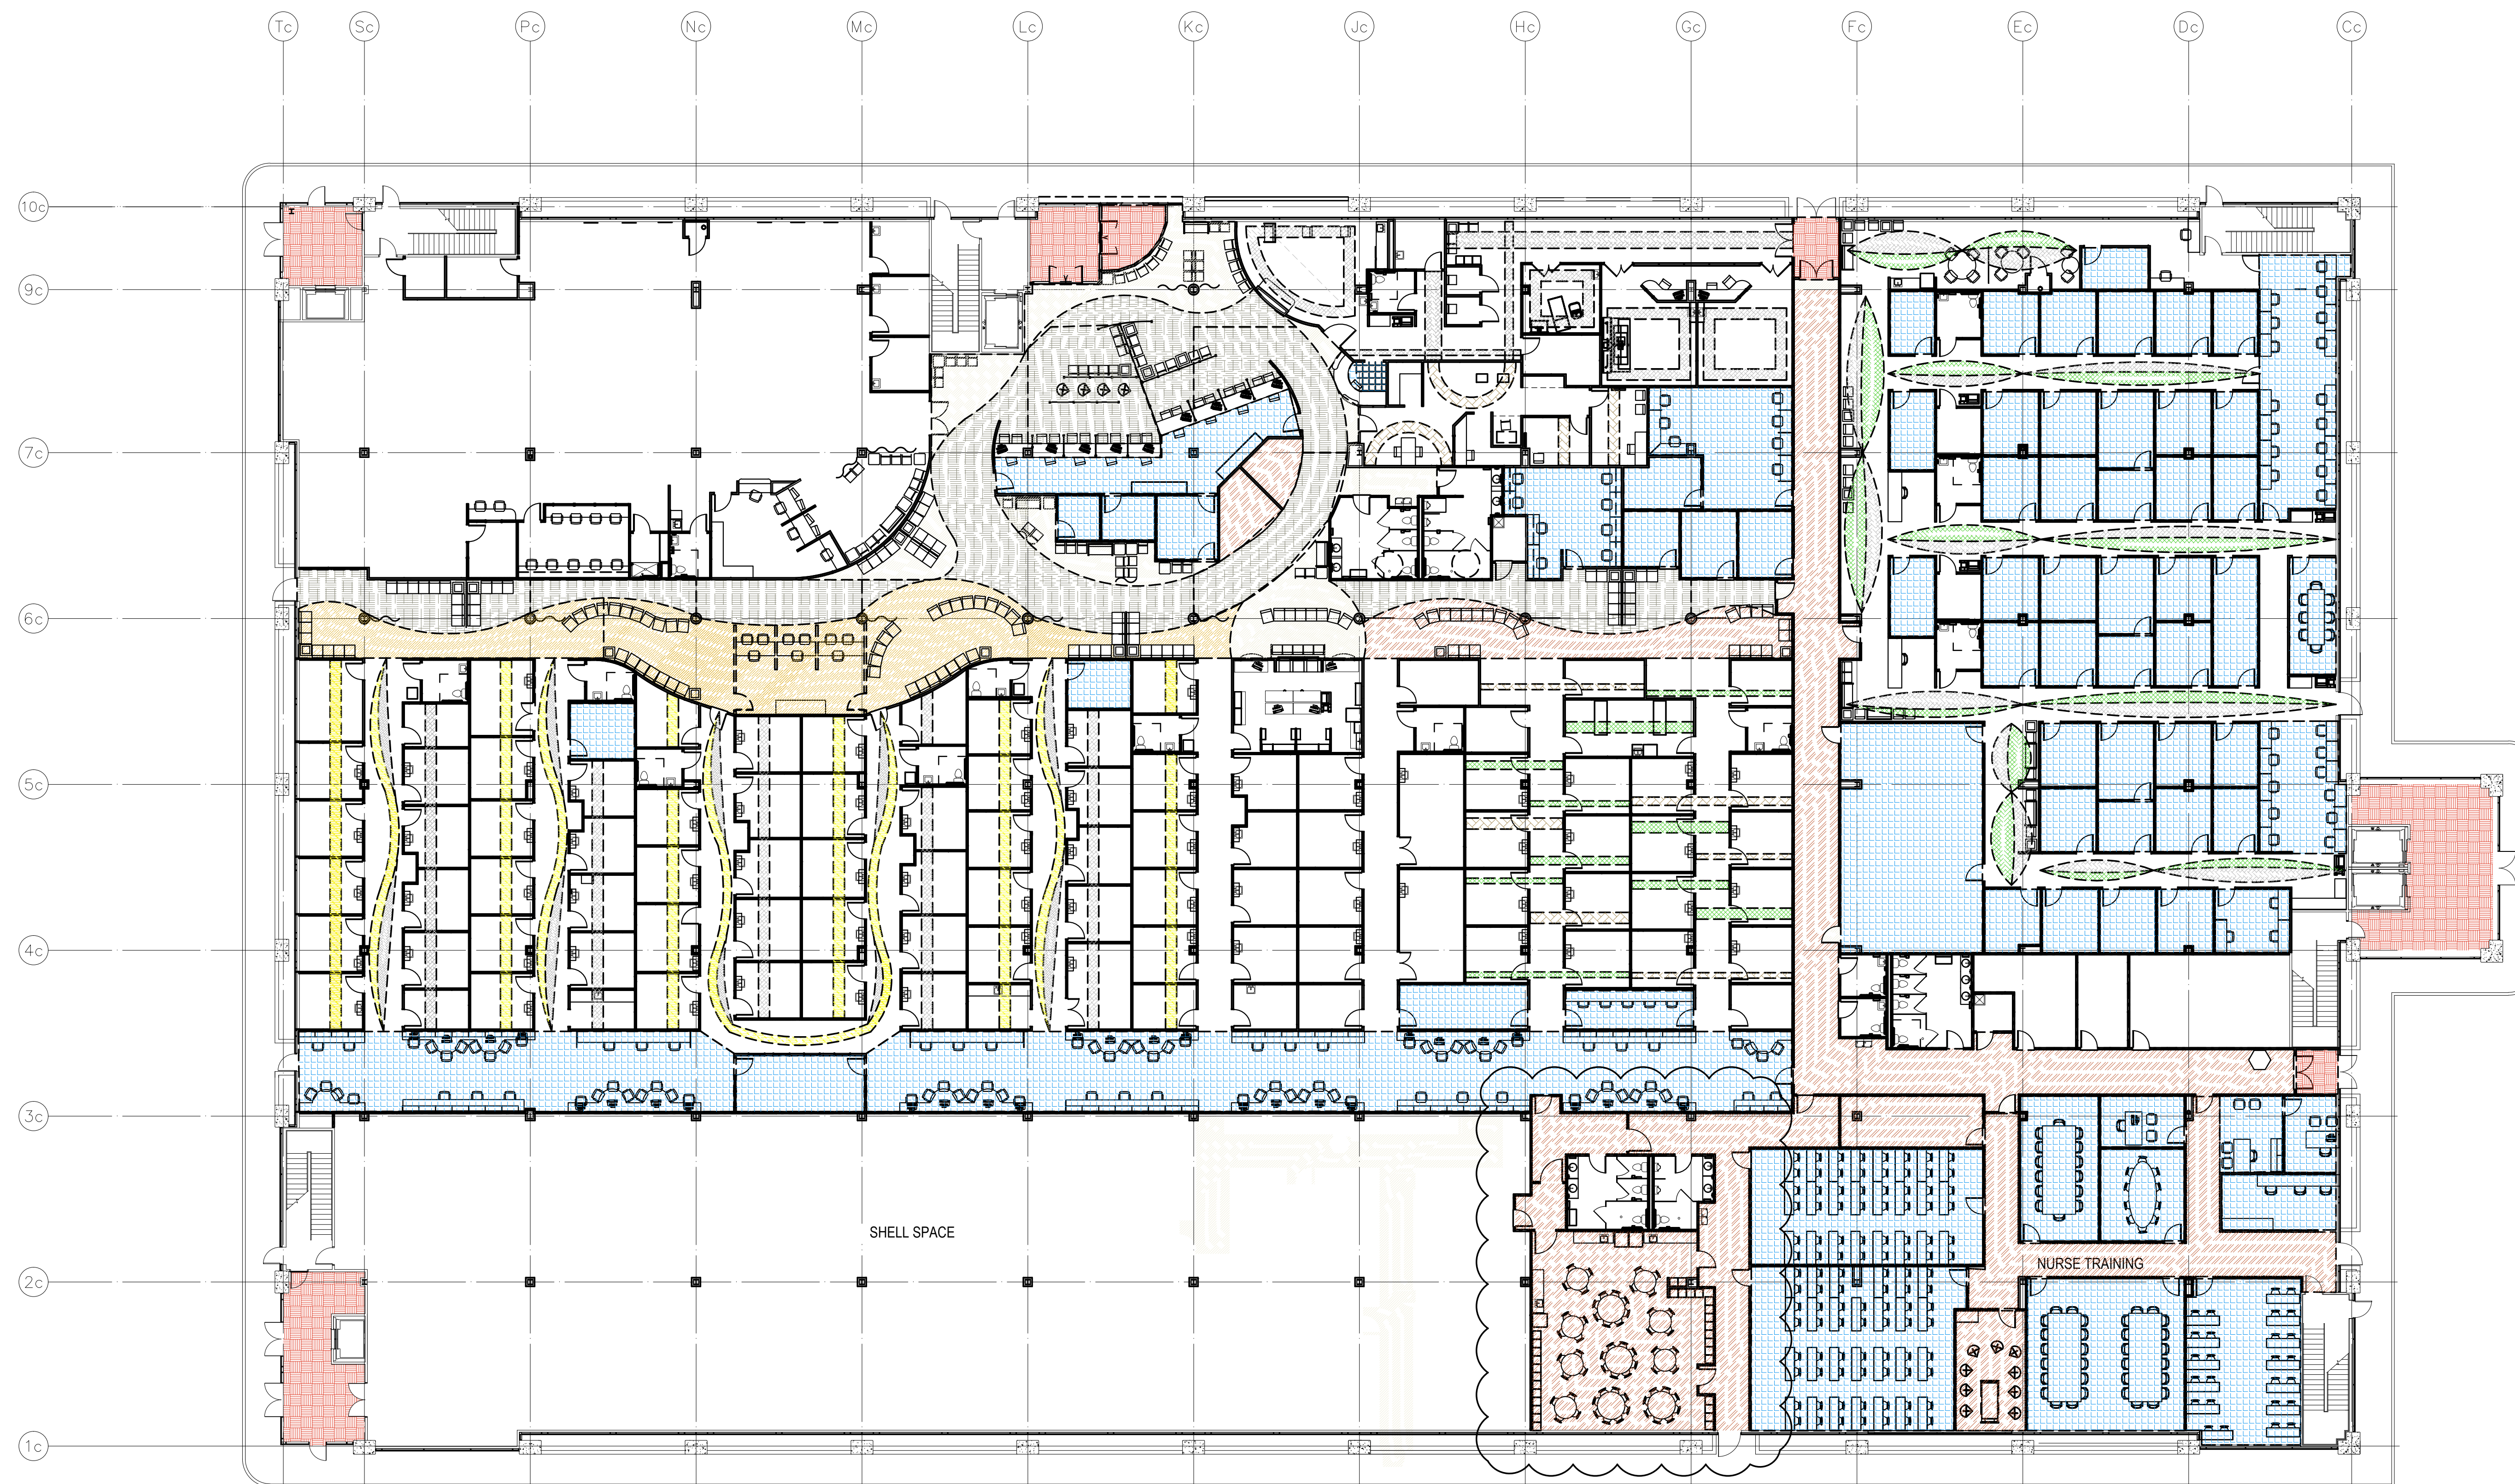 Tc Sc Pc Nc Mc Lc Kc Jc Hc Gc Fc Ec Dc Cc
10c
9c
7c
6c
5c
4c
3c
SHELL SPACE
NURSE TRAINING
2c
1c